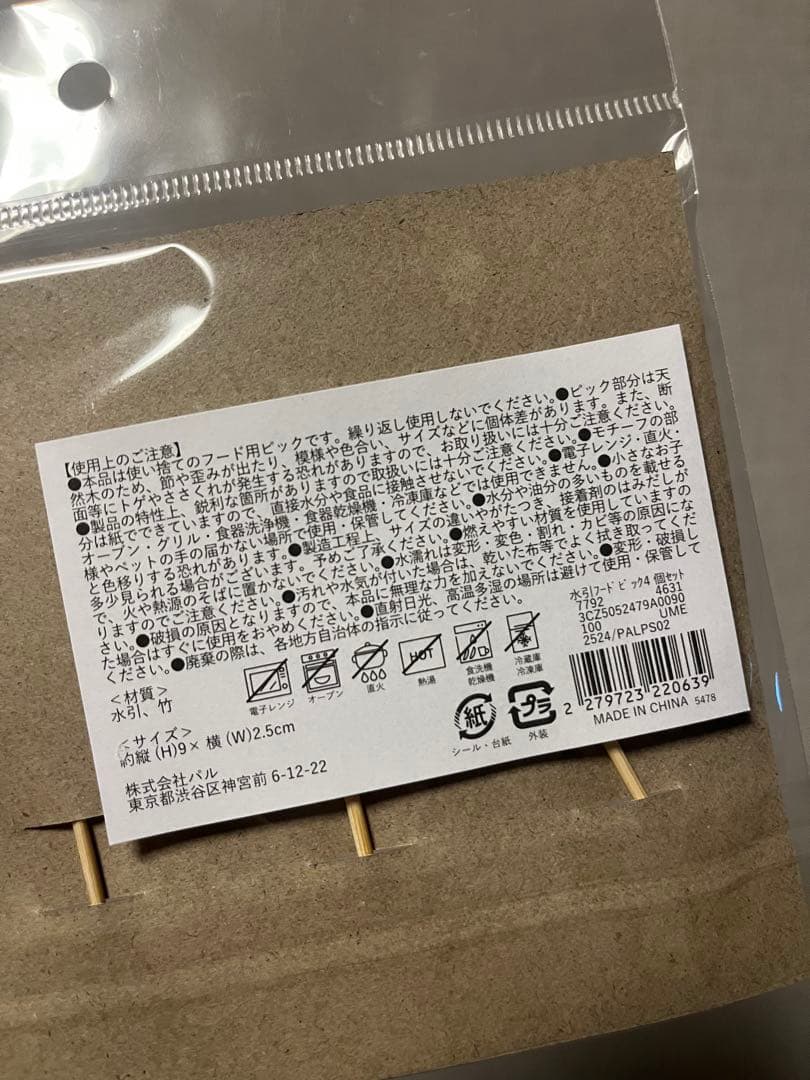 【使用上のご注意】
●本品は使い捨てのフード用ピックです。繰り返し使用しないでください。●ピック部分は天
然木のため、節や歪みが出たり、模様や色合い、サイズなどに個体差があります。また、断
面等にトゲやささくれが発生する恐れがありますので、お取り扱いには十分ご注意ください。
●製品の特性上、鋭利な箇所がありますので取扱いには十分ご注意ください。●モチーフの部
分は紙でできていますので、直接水分や食品に接触させないでください。●電子レンジ・直火・
オーブン・グリル・食器洗浄機・食器乾燥機・冷凍庫などでは使用できません。●小さなお子
様やペットの手の届かない場所で使用・保管してください。●水分や油分の多いものを載せる
と色移りする恐れがあります。●製造工程上、サイズの違いやがたつき、接着剤のはみだしが
多少見られる場合がございます。予めご了承ください。●燃えやすい材質を使用していますの
で、火や熱源のそばに置かないでください。●水濡れは変形・変色・割れ・カビ等の原因にな
りますのでご注意ください。●汚れや水気が付いた場合は、乾いた布等でよく拭き取ってくだ
さい。●破損の原因となりますので、本品に無理な力を加えないでください。●変形・破損し
た場合はすぐに使用をおやめください。●直射日光、高温多湿の場所は避けて使用・保管して
ください。●廃棄の際は、各地方自治体の指示に従ってください。
電子レンジ
オーブン
直火
HOT
熱湯
食洗機
乾燥機
冷蔵庫
冷凍庫
<材質>
水引、竹
<サイズ>
約縦(H)9×横(W)2.5cm
株式会社パル
東京都渋谷区神宮前 6-12-22
紙
シール・台紙
プラ
外装
水引フード ピック4 個セット
7792 4631
3CZ5052479A0090
100 UME
2524/PALPS02
2 279723 220639
MADE IN CHINA 5478